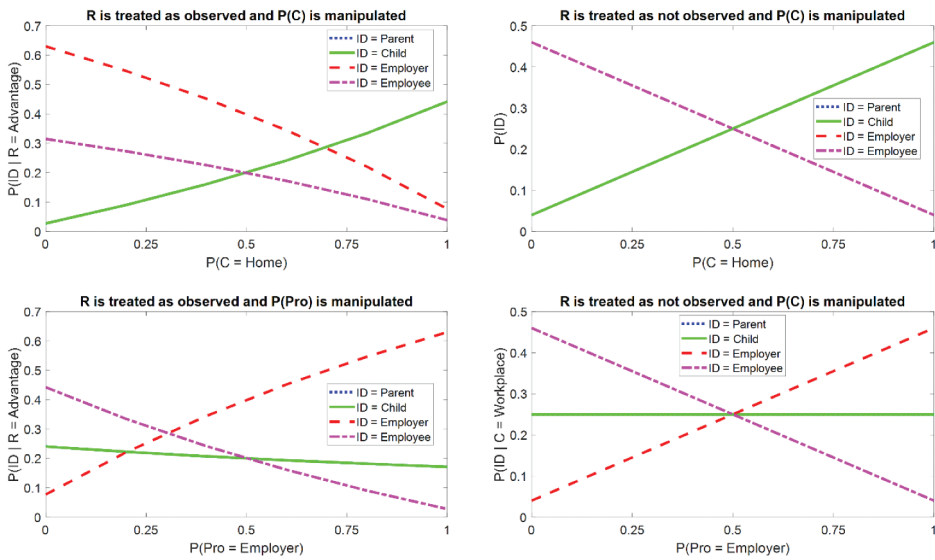 R is treated as observed and P(C) is manipulated
0.7
0.6
0.5
0.4
0.3
0.2
0.1
0
P(ID | R = Advantage)
ID = Parent
ID = Child
ID = Employer
ID = Employee
0
0.25
0.5
0.75
1
P(C = Home)
R is treated as not observed and P(C) is manipulated
0.5
0.4
0.3
0.2
0.1
0
P(ID)
ID = Parent
ID = Child
ID = Employer
ID = Employee
0
0.25
0.5
0.75
1
P(C = Home)
R is treated as observed and P(Pro) is manipulated
0.7
0.6
0.5
0.4
0.3
0.2
0.1
0
P(ID | R = Advantage)
ID = Parent
ID = Child
ID = Employer
ID = Employee
0
0.25
0.5
0.75
1
P(Pro = Employer)
R is treated as not observed and P(C) is manipulated
0.5
0.4
0.3
0.2
0.1
0
P(ID | C = Workplace)
ID = Parent
ID = Child
ID = Employer
ID = Employee
0
0.25
0.5
0.75
1
P(Pro = Employer)